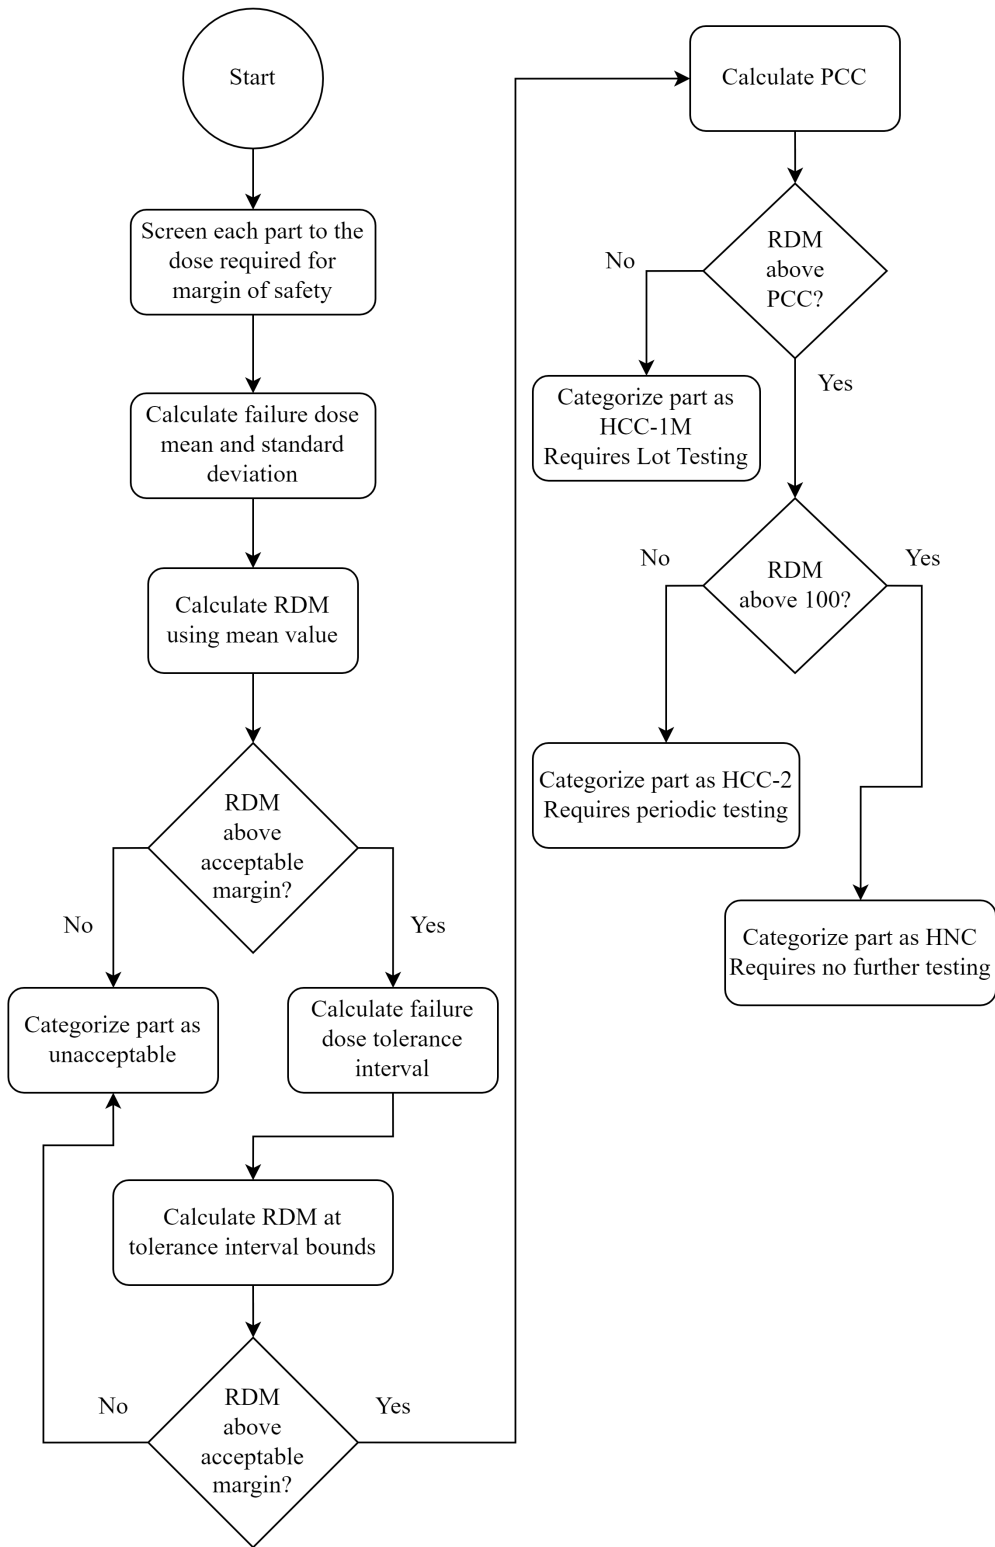 Start
Screen each part to the
dose required for
margin of safety
Calculate failure dose
mean and standard
deviation
Calculate RDM
using mean value
RDM
above
acceptable
margin?
No
Yes
Categorize part as
unacceptable
Calculate failure
dose tolerance
interval
Calculate RDM at
tolerance interval bounds
RDM
above
acceptable
margin?
No
Yes
Calculate PCC
RDM
above
PCC?
No
Yes
Categorize part as
HCC-1M
Requires Lot Testing
RDM
above 100?
No
Yes
Categorize part as HCC-2
Requires periodic testing
Categorize part as HNC
Requires no further testing